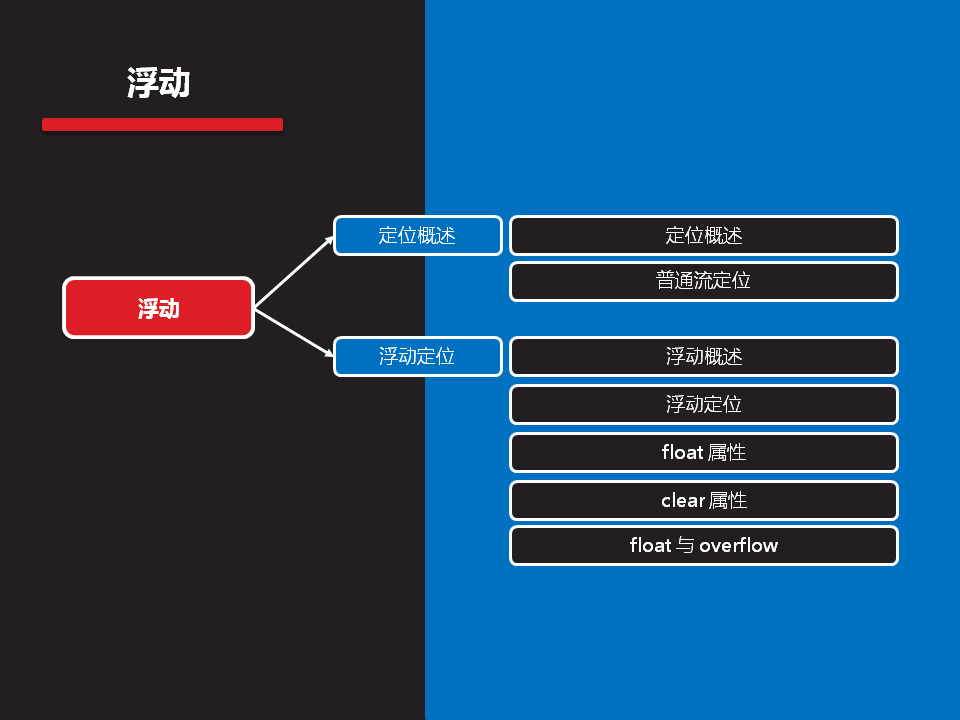 浮动
浮动
定位概述
定位概述
普通流定位
浮动定位
浮动概述
浮动定位
float 属性
clear 属性
float 与 overflow